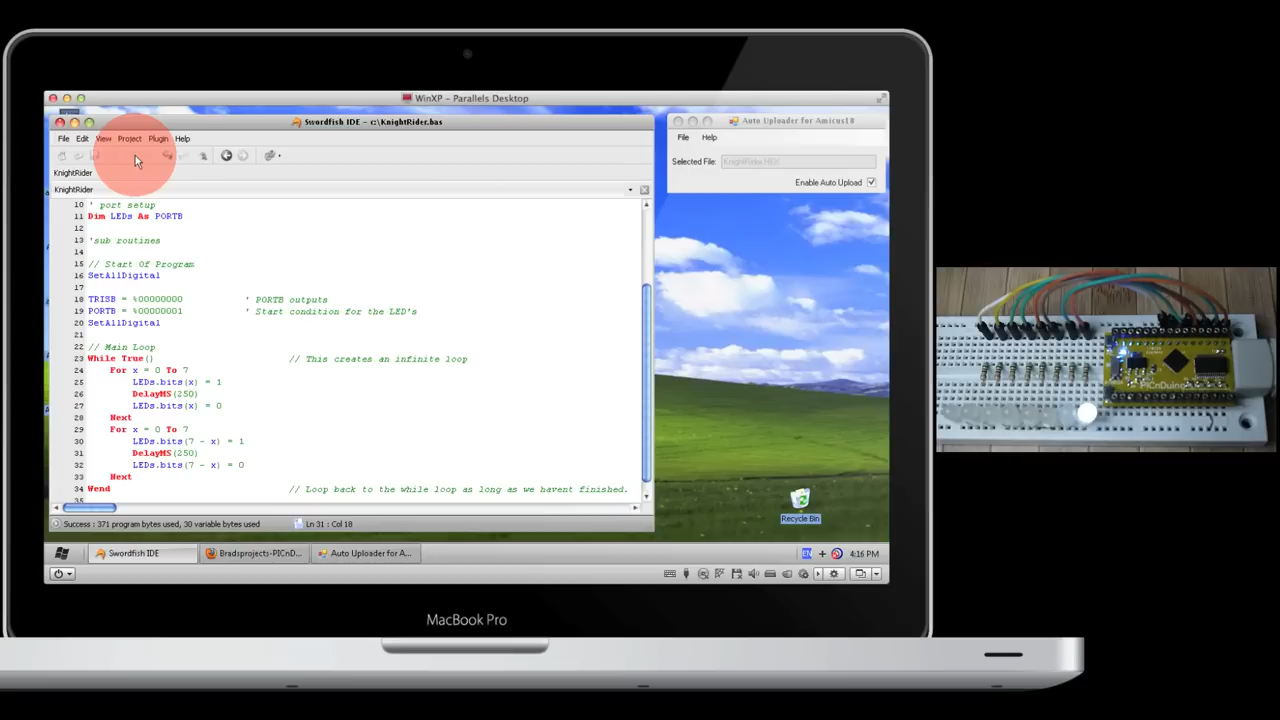 WinXP - Parallels Desktop
Swordfish IDE - c:\KnightRider.bas
File Edit View Project Plugin Help
KnightRider
KnightRider
10 ' port setup
11 Dim LEDs As PORTB
12
13 'sub routines
14
15 // Start Of Program
16 SetAllDigital
17
18 TRISB = %00000000 ' PORTB outputs
19 PORTB = %00000001 ' Start condition for the LED's
20 SetAllDigital
21
22 // Main Loop
23 While True() // This creates an infinite loop
24 For x = 0 To 7
25 LEDs.bits(x) = 1
26 DelayMS(250)
27 LEDs.bits(x) = 0
28 Next
29 For x = 0 To 7
30 LEDs.bits(7 - x) = 1
31 DelayMS(250)
32 LEDs.bits(7 - x) = 0
33 Next
34 Wend // Loop back to the while loop as long as we havent finished.
35
Success : 371 program bytes used, 30 variable bytes used Ln 31 : Col 18
Auto Uploader for Amicus18
File Help
Selected File: KnightRider.HEX
Enable Auto Upload
Recycle Bin
Swordfish IDE
Bradsprojects-PICnD...
Auto Uploader for A...
EN
4:16 PM
MacBook Pro
PICnDuino